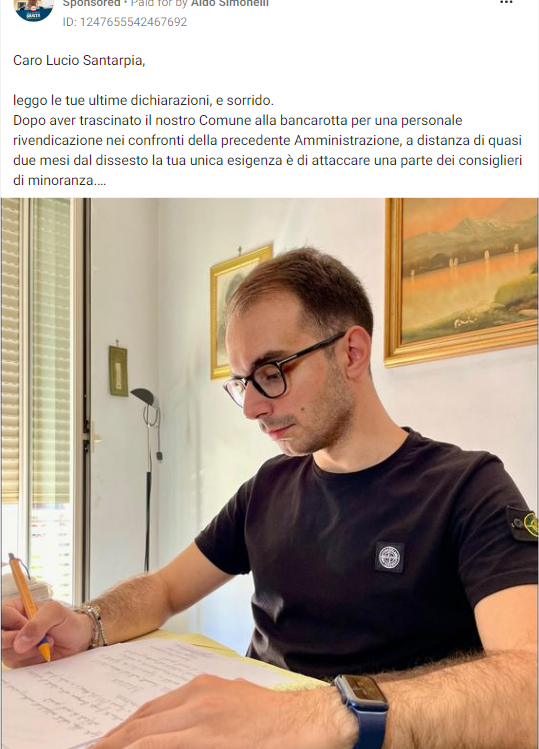 Sponsored • Paid for by Aldo Simonelli
ID: 1247655542467692
Caro Lucio Santarpia,
leggo le tue ultime dichiarazioni, e sorrido.
Dopo aver trascinato il nostro Comune alla bancarotta per una personale
rivendicazione nei confronti della precedente Amministrazione, a distanza di quasi
due mesi dal dissesto la tua unica esigenza è di attaccare una parte dei consiglieri
di minoranza....